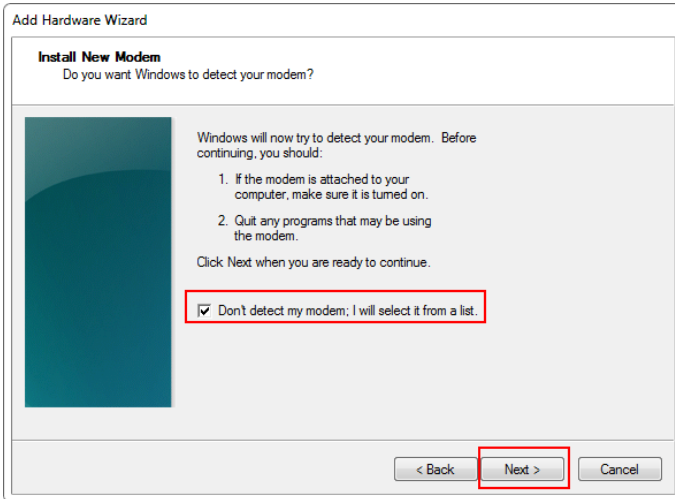 Add Hardware Wizard
Install New Modem
Do you want Windows to detect your modem?
Windows will now try to detect your modem. Before
continuing, you should:
1. If the modem is attached to your
computer, make sure it is turned on.
2. Quit any programs that may be using
the modem.
Click Next when you are ready to continue.
Don't detect my modem; I will select it from a list.
< Back
Next >
Cancel